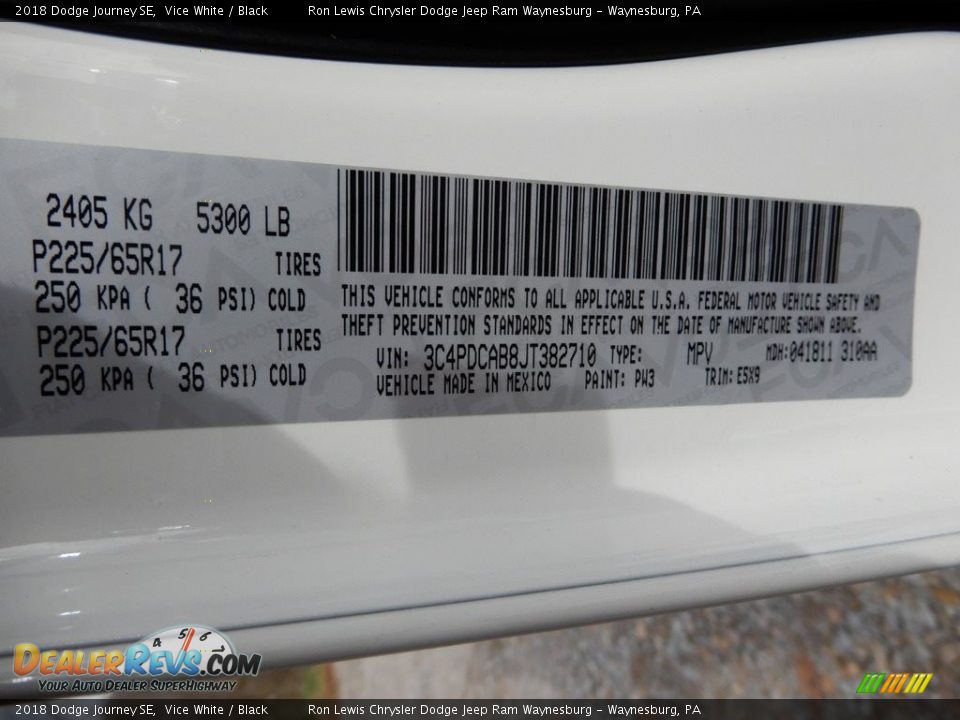 2018 Dodge Journey SE, Vice White / Black Ron Lewis Chrysler Dodge Jeep Ram Waynesburg - Waynesburg, PA
2405 KG 5300 LB
P225/65R17 TIRES
250 KPA ( 36 PSI) COLD
P225/65R17 TIRES
250 KPA ( 36 PSI) COLD
THIS VEHICLE CONFORMS TO ALL APPLICABLE U.S.A. FEDERAL MOTOR VEHICLE SAFETY AND
THEFT PREVENTION STANDARDS IN EFFECT ON THE DATE OF MANUFACTURE SHOWN ABOVE.
VIN: 3C4PDCAB8JT382710 TYPE: MPV MDH:041811 310AA
VEHICLE MADE IN MEXICO PAINT: PW3 TRIM:E5X9
4 5 6
DEALERREVS.COM
YOUR AUTO DEALER SUPERHIGHWAY
2018 Dodge Journey SE, Vice White / Black Ron Lewis Chrysler Dodge Jeep Ram Waynesburg - Waynesburg, PA